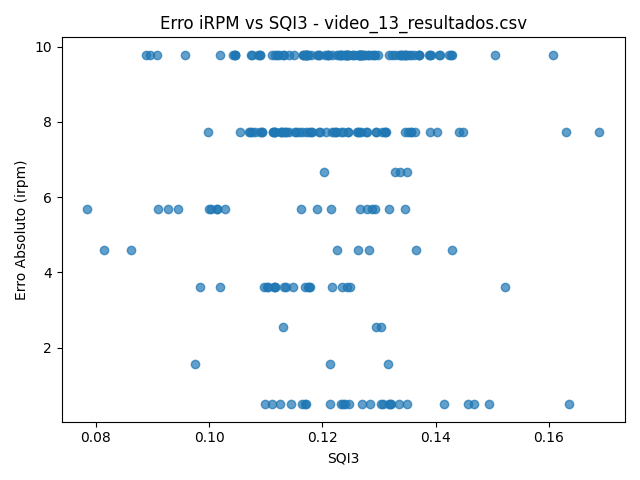 Erro iRPM vs SQI3 - video_13_resultados.csv
Erro Absoluto (irpm)
10
8
6
4
2
0.08 0.10 0.12 0.14 0.16
SQI3